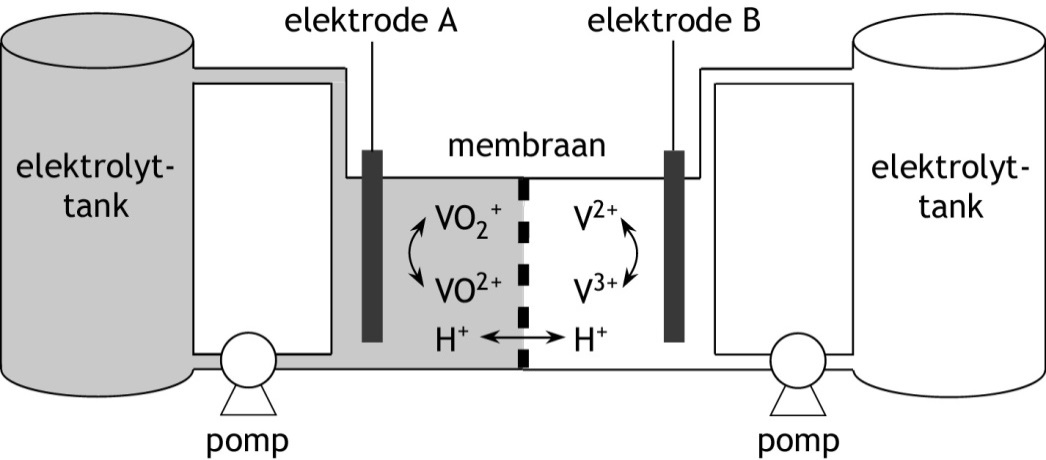 elektrode A
elektrode B
membraan
elektrolyt-
tank
elektrolyt-
tank
VO₂⁺
V²⁺
VO²⁺
V³⁺
H⁺
H⁺
pomp
pomp